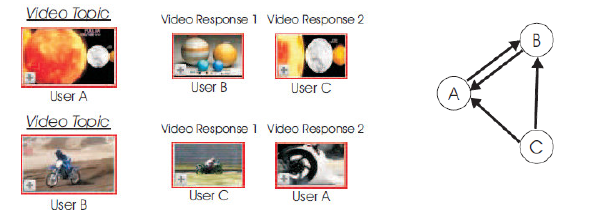 Video Topic
Video Response 1 Video Response 2
User A
User B
User C
Video Topic
Video Response 1 Video Response 2
User B
User C
User A
B
A
C